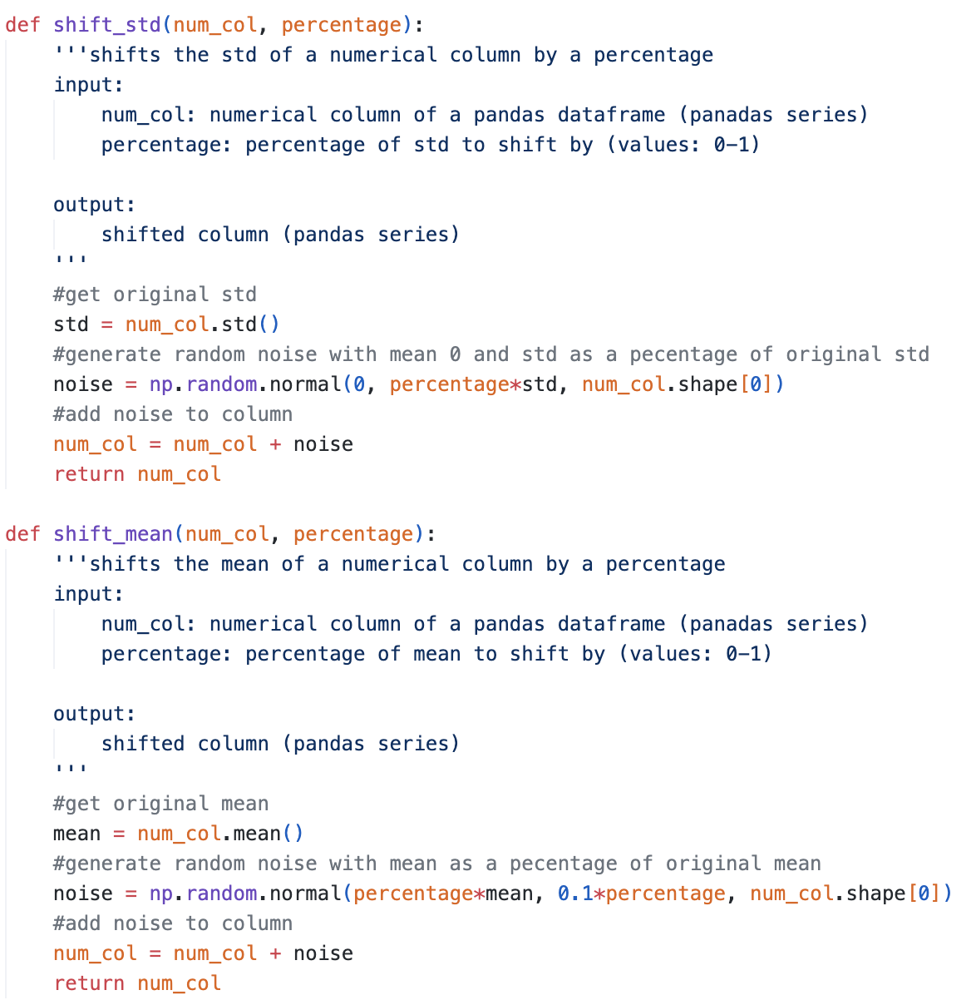 def shift_std(num_col, percentage):
    '''shifts the std of a numerical column by a percentage
    input:
        num_col: numerical column of a pandas dataframe (panadas series)
        percentage: percentage of std to shift by (values: 0-1)

    output:
        shifted column (pandas series)
    '''
    #get original std
    std = num_col.std()
    #generate random noise with mean 0 and std as a pecentage of original std
    noise = np.random.normal(0, percentage*std, num_col.shape[0])
    #add noise to column
    num_col = num_col + noise
    return num_col

def shift_mean(num_col, percentage):
    '''shifts the mean of a numerical column by a percentage
    input:
        num_col: numerical column of a pandas dataframe (panadas series)
        percentage: percentage of mean to shift by (values: 0-1)

    output:
        shifted column (pandas series)
    '''
    #get original mean
    mean = num_col.mean()
    #generate random noise with mean as a pecentage of original mean
    noise = np.random.normal(percentage*mean, 0.1*percentage, num_col.shape[0])
    #add noise to column
    num_col = num_col + noise
    return num_col